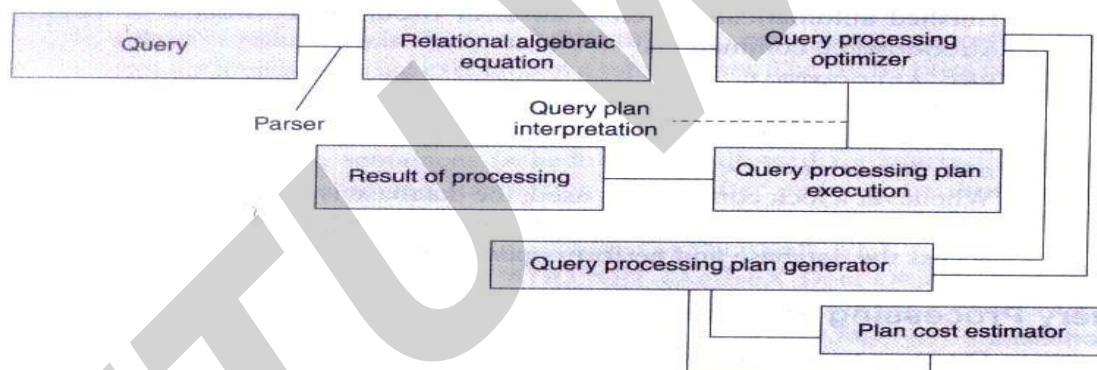 Query
Relational algebraic
equation
Query processing
optimizer
Parser
Query plan
interpretation
Result of processing
Query processing plan
execution
Query processing plan generator
Plan cost estimator